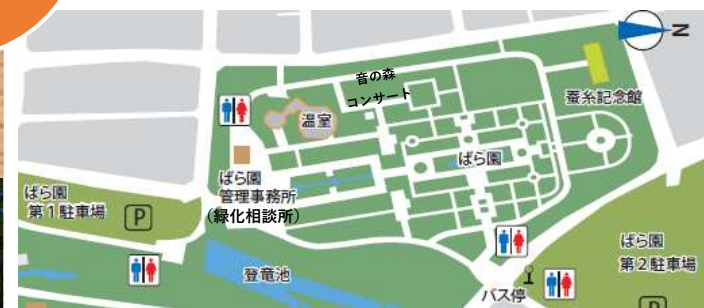 N
音の森
コンサート
蚕糸記念館
温室
ばら園
ばら園
管理事務所
(緑化相談所)
ばら園
第1駐車場
P
登竜池
ばら園
第2駐車場
バス停
P